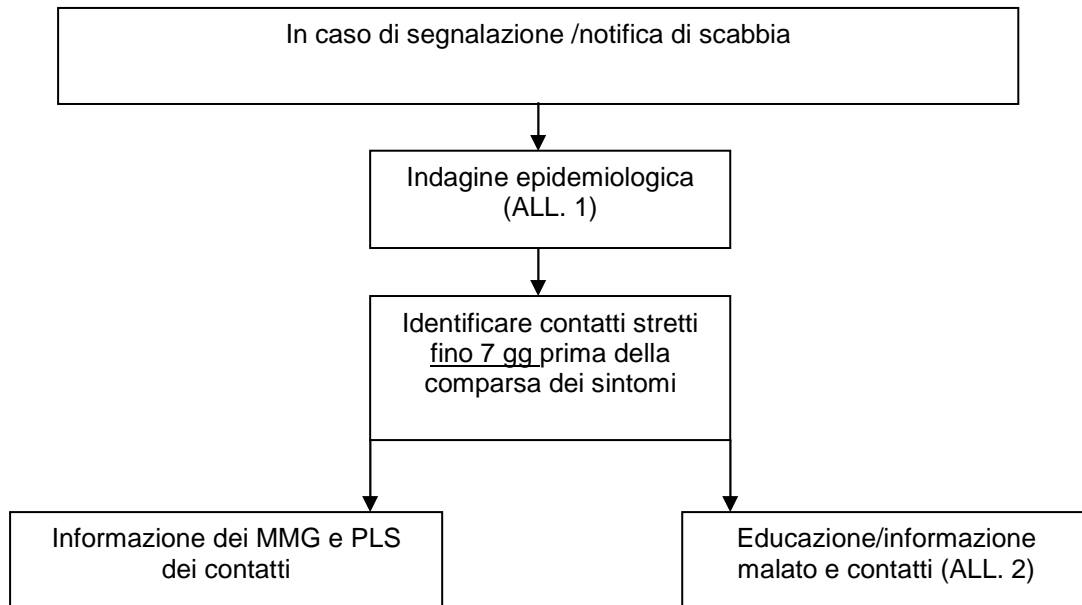 In caso di segnalazione /notifica di scabbia
Indagine epidemiologica
(ALL. 1)
Identificare contatti stretti
fino 7 gg prima della
comparsa dei sintomi
Informazione dei MMG e PLS
dei contatti
Educazione/informazione
malato e contatti (ALL. 2)